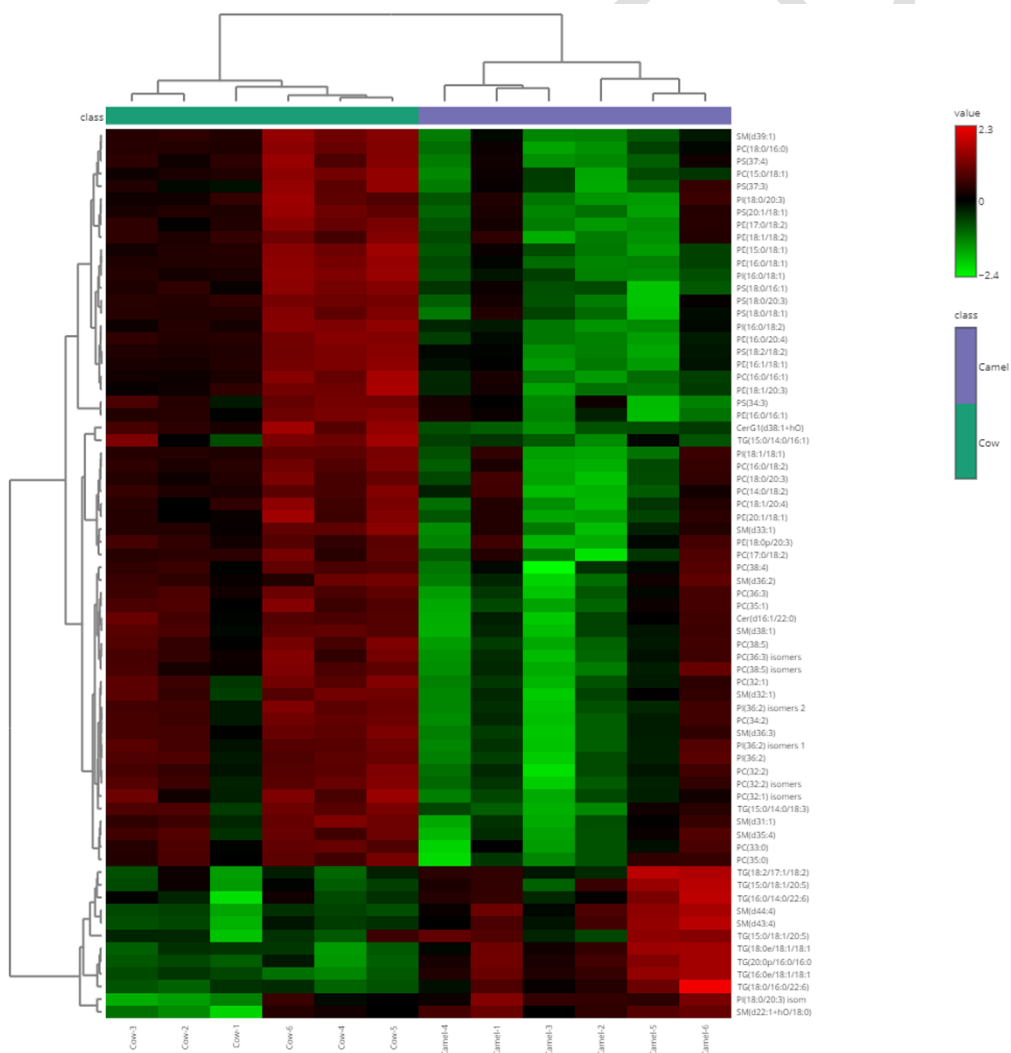 class
SM(d39:1)
PC(18:0/16:0)
PS(37:4)
PC(15:0/18:1)
PS(37:3)
PI(18:0/20:3)
PS(20:1/18:1)
PE(17:0/18:2)
PE(18:1/18:2)
PE(15:0/18:1)
PE(16:0/18:1)
PI(16:0/18:1)
PS(18:0/16:1)
PS(18:0/20:3)
PS(18:0/18:1)
PI(16:0/18:2)
PE(16:0/20:4)
PS(18:2/18:2)
PE(16:1/18:1)
PC(16:0/16:1)
PE(18:1/20:3)
PS(34:3)
PE(16:0/16:1)
CerG1(d38:1+hO)
TG(15:0/14:0/16:1)
PI(18:1/18:1)
PC(16:0/18:2)
PC(18:0/20:3)
PC(14:0/18:2)
PC(18:1/20:4)
PE(20:1/18:1)
SM(d33:1)
PE(18:0p/20:3)
PC(17:0/18:2)
PC(38:4)
SM(d36:2)
PC(36:3)
PC(35:1)
Cer(d16:1/22:0)
SM(d38:1)
PC(38:5)
PC(36:3) isomers
PC(38:5) isomers
PC(32:1)
SM(d32:1)
PI(36:2) isomers 2
PC(34:2)
SM(d36:3)
PI(36:2) isomers 1
PI(36:2)
PC(32:2)
PC(32:2) isomers
PC(32:1) isomers
TG(15:0/14:0/18:3)
SM(d31:1)
SM(d35:4)
PC(33:0)
PC(35:0)
TG(18:2/17:1/18:2)
TG(15:0/18:1/20:5)
TG(16:0/14:0/22:6)
SM(d44:4)
SM(d43:4)
TG(15:0/18:1/20:5)
TG(18:0e/18:1/18:1
TG(20:0p/16:0/16:0
TG(16:0e/18:1/18:1
TG(18:0/16:0/22:6)
PI(18:0/20:3) isom
SM(d22:1+hO/18:0)
Cow-3
Cow-2
Cow-1
Cow-6
Cow-4
Cow-5
Camel-4
Camel-1
Camel-3
Camel-2
Camel-5
Camel-6
value
2.3
0
−2.4
class
Camel
Cow